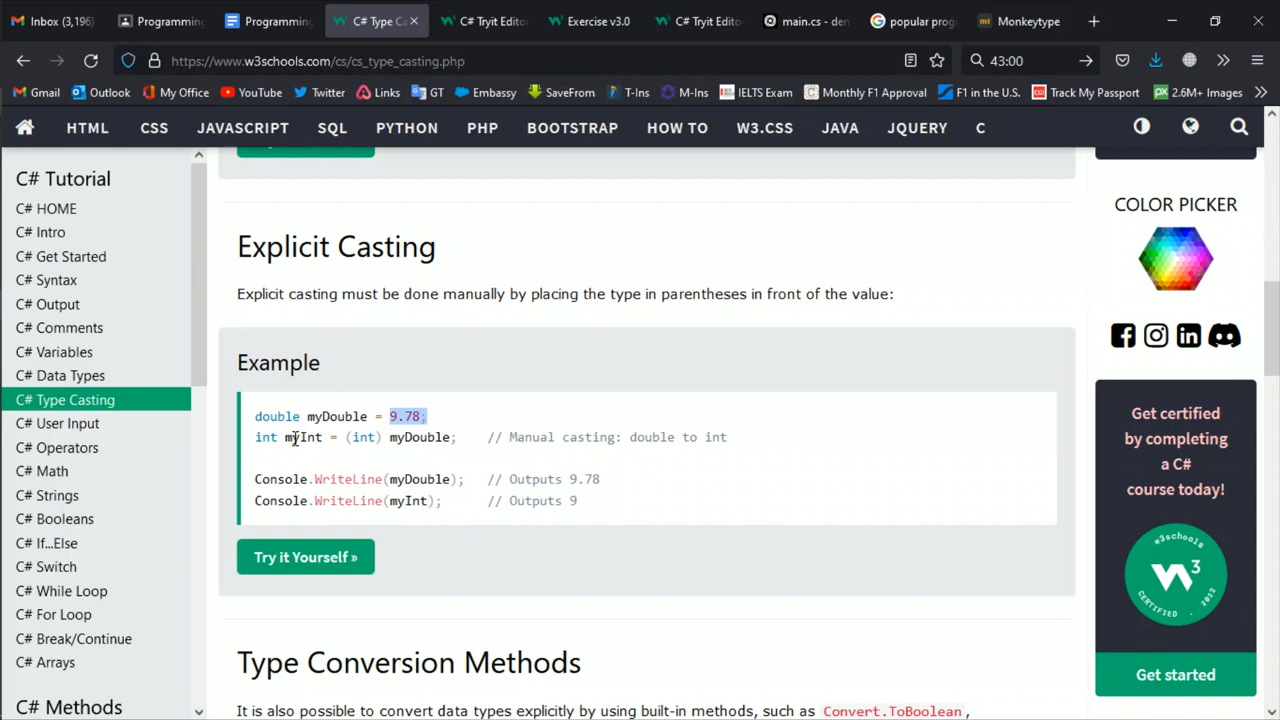 Inbox (3,196)
Programming
Programming
C# Type Ca
C# Tryit Editor
Exercise v3.0
C# Tryit Editor
main.cs - den
popular prog
Monkeytype
https://www.w3schools.com/cs/cs_type_casting.php
43:00
Gmail
Outlook
My Office
YouTube
Twitter
Links
GT
Embassy
SaveFrom
T-Ins
M-Ins
IELTS Exam
Monthly F1 Approval
F1 in the U.S.
Track My Passport
2.6M+ Images
HTML
CSS
JAVASCRIPT
SQL
PYTHON
PHP
BOOTSTRAP
HOW TO
W3.CSS
JAVA
JQUERY
C
C# Tutorial
C# HOME
C# Intro
C# Get Started
C# Syntax
C# Output
C# Comments
C# Variables
C# Data Types
C# Type Casting
C# User Input
C# Operators
C# Math
C# Strings
C# Booleans
C# If...Else
C# Switch
C# While Loop
C# For Loop
C# Break/Continue
C# Arrays
C# Methods
Explicit Casting
Explicit casting must be done manually by placing the type in parentheses in front of the value:
Example
double myDouble = 9.78;
int myInt = (int) myDouble; // Manual casting: double to int
Console.WriteLine(myDouble); // Outputs 9.78
Console.WriteLine(myInt); // Outputs 9
Try it Yourself »
Type Conversion Methods
It is also possible to convert data types explicitly by using built-in methods, such as Convert.ToBoolean,
COLOR PICKER
Get certified
by completing
a C#
course today!
w3schools
W3
CERTIFIED . 2022
Get started